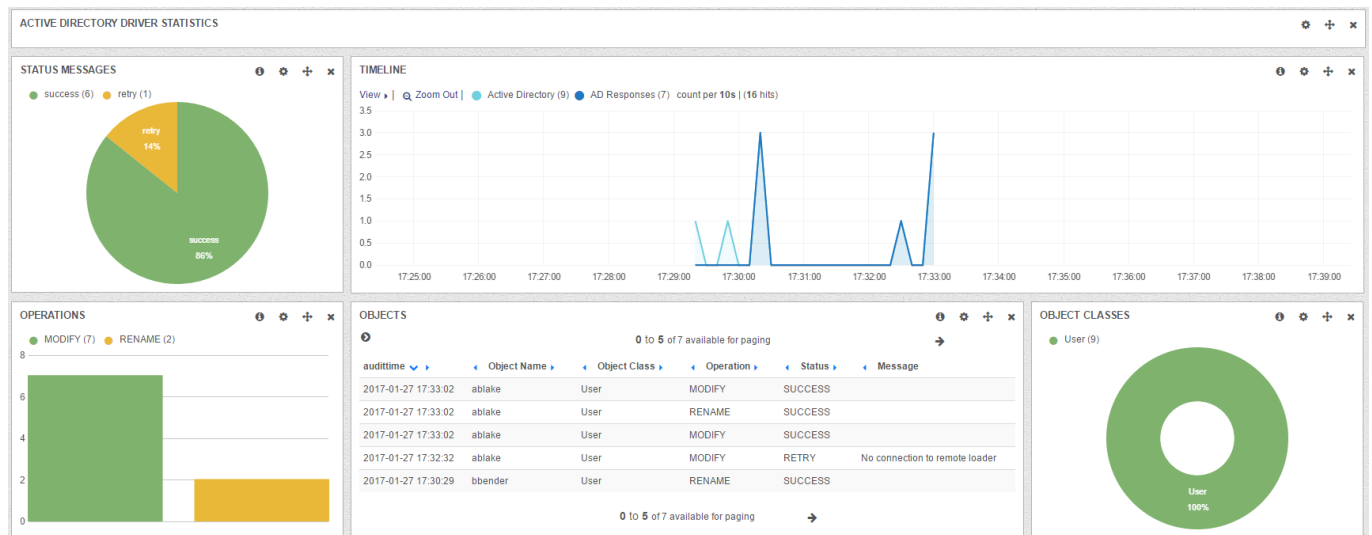 ACTIVE DIRECTORY DRIVER STATISTICS
STATUS MESSAGES
success (6) retry (1)
retry
14%
success
86%
TIMELINE
View | Zoom Out | Active Directory (9) AD Responses (7) count per 10s | (16 hits)
3.5
3.0
2.5
2.0
1.5
1.0
0.5
0.0
17:25:00 17:26:00 17:27:00 17:28:00 17:29:00 17:30:00 17:31:00 17:32:00 17:33:00 17:34:00 17:35:00 17:36:00 17:37:00 17:38:00 17:39:00
OPERATIONS
MODIFY (7) RENAME (2)
8
6
4
2
0
OBJECTS
0 to 5 of 7 available for paging
audittime Object Name Object Class Operation Status Message
2017-01-27 17:33:02 ablake User MODIFY SUCCESS
2017-01-27 17:33:02 ablake User RENAME SUCCESS
2017-01-27 17:33:02 ablake User MODIFY SUCCESS
2017-01-27 17:32:32 ablake User MODIFY RETRY No connection to remote loader
2017-01-27 17:30:29 bbender User RENAME SUCCESS
0 to 5 of 7 available for paging
OBJECT CLASSES
User (9)
User
100%